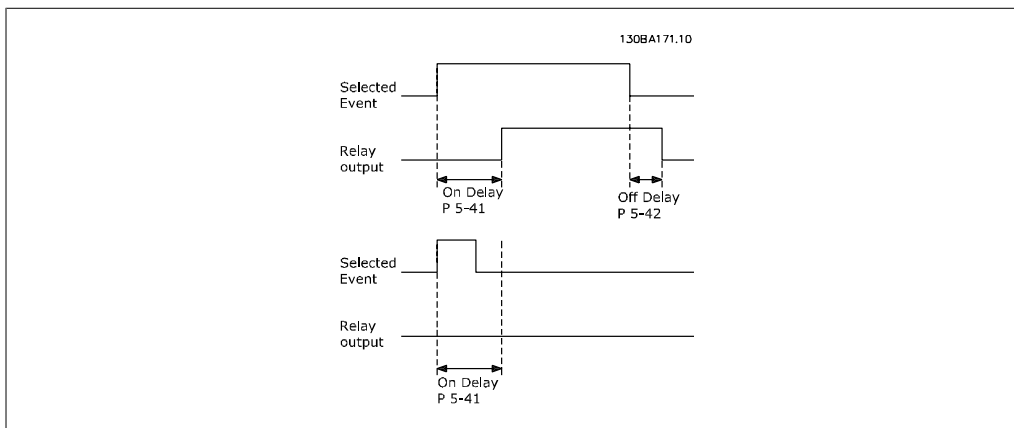 130BA171.10
Selected
Event
Relay
output
On Delay
P 5-41
Off Delay
P 5-42
Selected
Event
Relay
output
On Delay
P 5-41